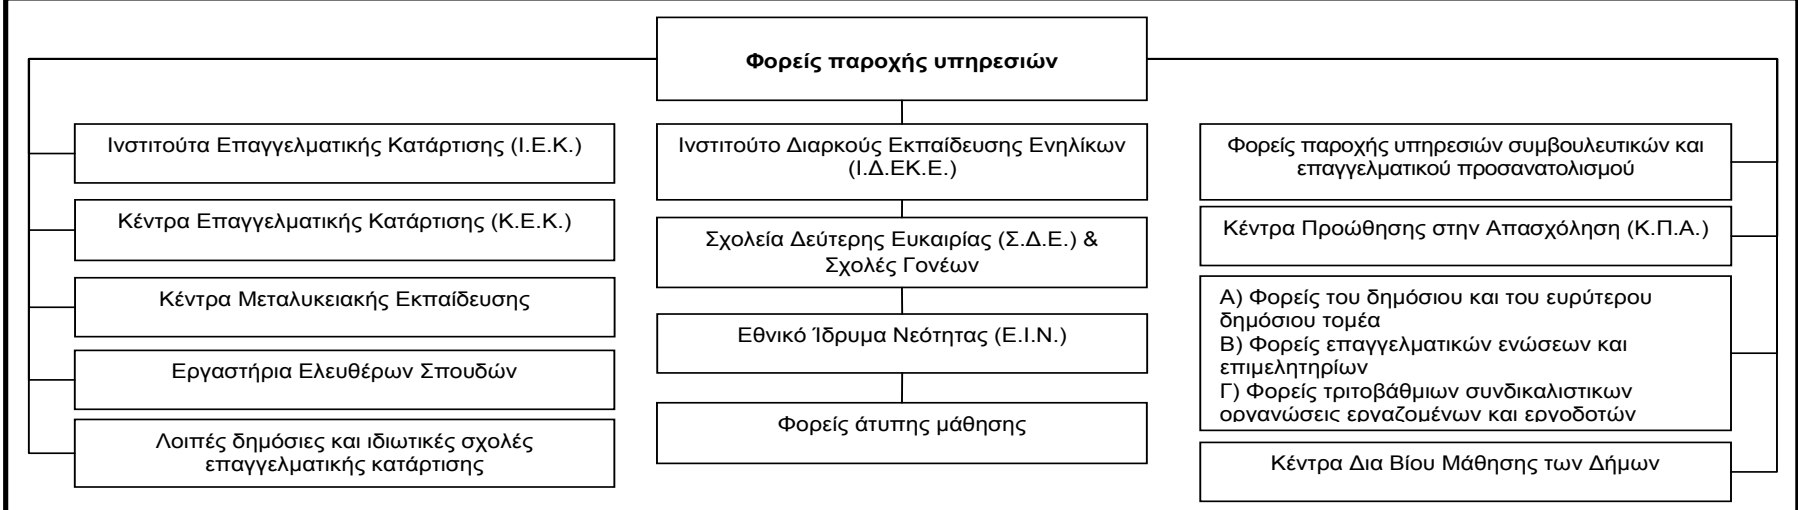 Φορείς παροχής υπηρεσιών
Ινστιτούτα Επαγγελματικής Κατάρτισης (Ι.Ε.Κ.)
Κέντρα Επαγγελματικής Κατάρτισης (Κ.Ε.Κ.)
Κέντρα Μεταλυκειακής Εκπαίδευσης
Εργαστήρια Ελευθέρων Σπουδών
Λοιπές δημόσιες και ιδιωτικές σχολές
επαγγελματικής κατάρτισης
Ινστιτούτο Διαρκούς Εκπαίδευσης Ενηλίκων
(Ι.Δ.ΕΚ.Ε.)
Σχολεία Δεύτερης Ευκαιρίας (Σ.Δ.Ε.) &
Σχολές Γονέων
Εθνικό Ίδρυμα Νεότητας (Ε.Ι.Ν.)
Φορείς άτυπης μάθησης
Φορείς παροχής υπηρεσιών συμβουλευτικών και
επαγγελματικού προσανατολισμού
Κέντρα Προώθησης στην Απασχόληση (Κ.Π.Α.)
Α) Φορείς του δημόσιου και του ευρύτερου
δημόσιου τομέα
Β) Φορείς επαγγελματικών ενώσεων και
επιμελητηρίων
Γ) Φορείς τριτοβάθμιων συνδικαλιστικων
οργανώσεις εργαζομένων και εργοδοτών
Κέντρα Δια Βίου Μάθησης των Δήμων